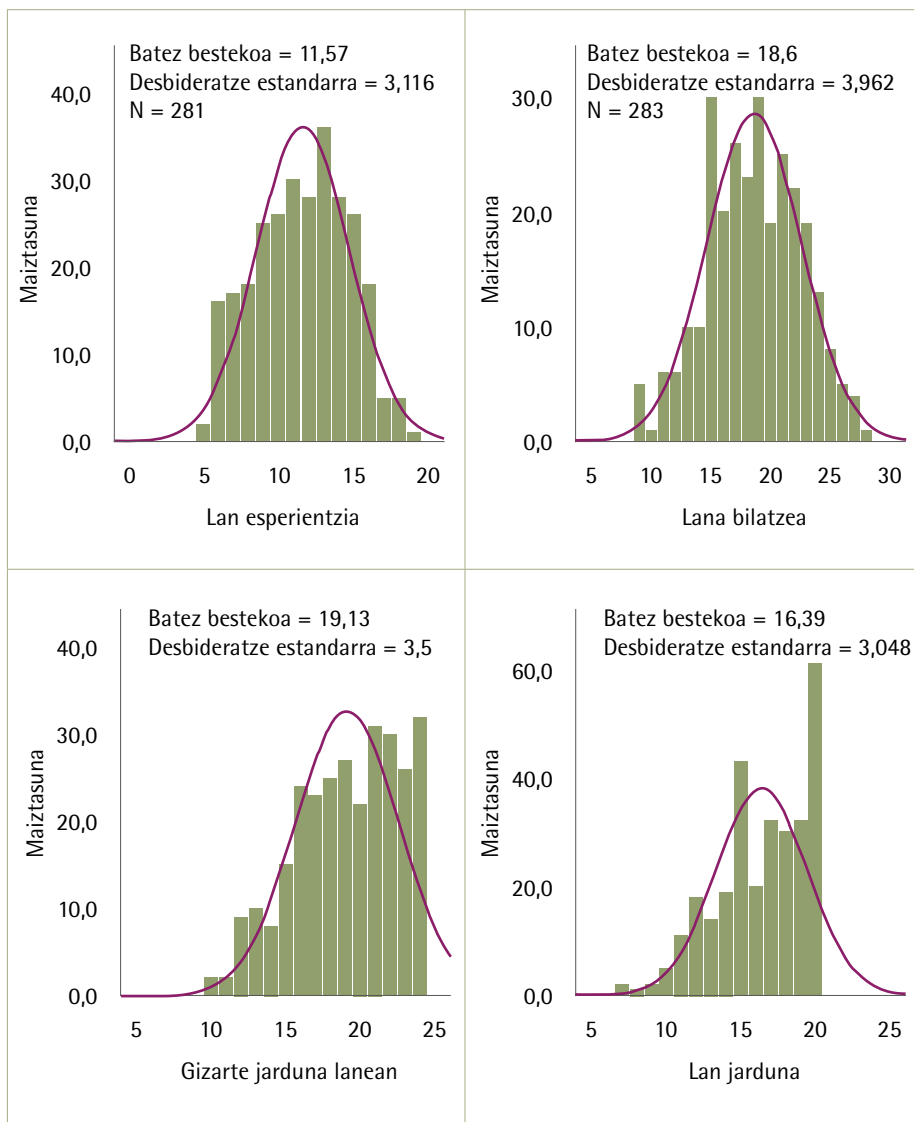 Batez bestekoa = 11,57
Desbideratze estandarra = 3,116
N = 281
40,0
30,0
20,0
10,0
0,0
Maiztasuna
0 5 10 15 20
Lan esperientzia
Batez bestekoa = 18,6
Desbideratze estandarra = 3,962
N = 283
30,0
20,0
10,0
0,0
Maiztasuna
5 10 15 20 25 30
Lana bilatzea
Batez bestekoa = 19,13
Desbideratze estandarra = 3,5
40,0
30,0
20,0
10,0
0,0
Maiztasuna
5 10 15 20 25
Gizarte jarduna lanean
Batez bestekoa = 16,39
Desbideratze estandarra = 3,048
60,0
40,0
20,0
0,0
Maiztasuna
5 10 15 20
Lan jarduna